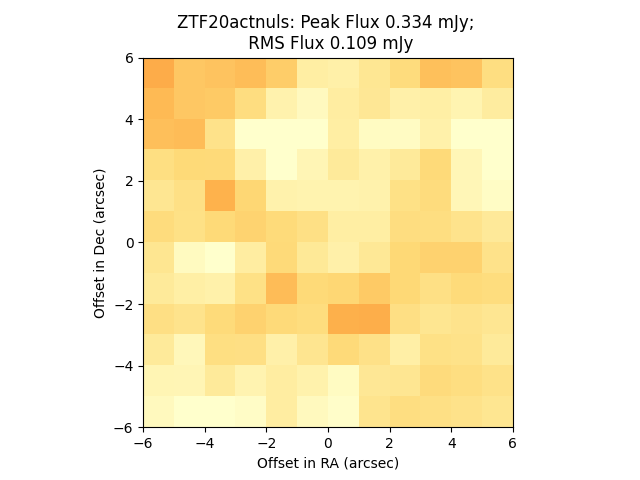 ZTF20actnuls: Peak Flux 0.334 mJy;
RMS Flux 0.109 mJy
6
4
2
0
−2
−4
−6
Offset in Dec (arcsec)
−6 −4 −2 0 2 4 6
Offset in RA (arcsec)